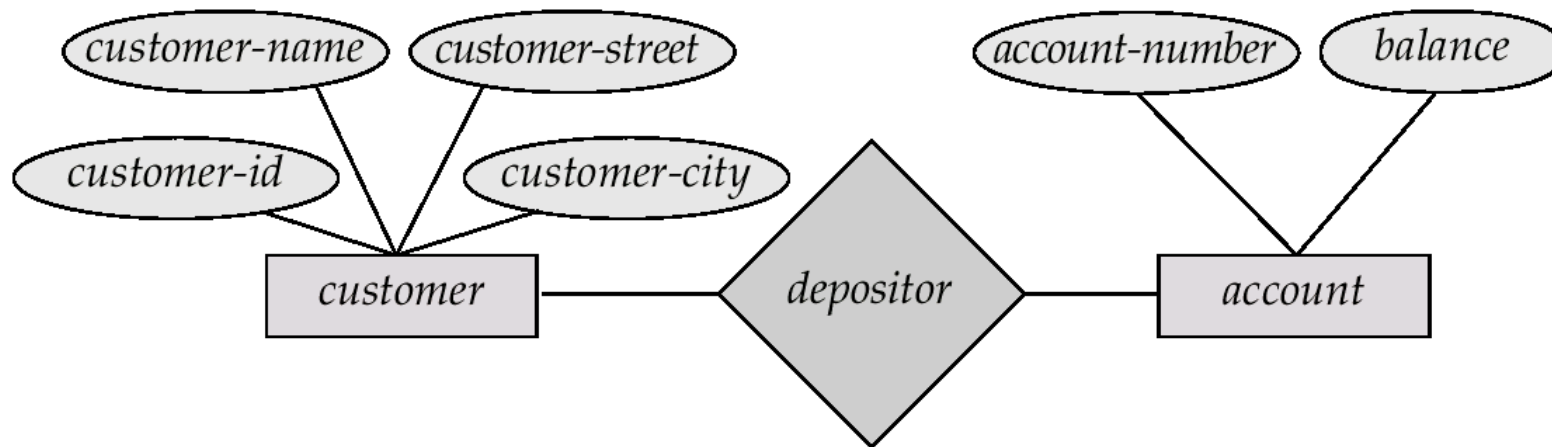 customer-name
customer-street
account-number
balance
customer-id
customer-city
customer
depositor
account